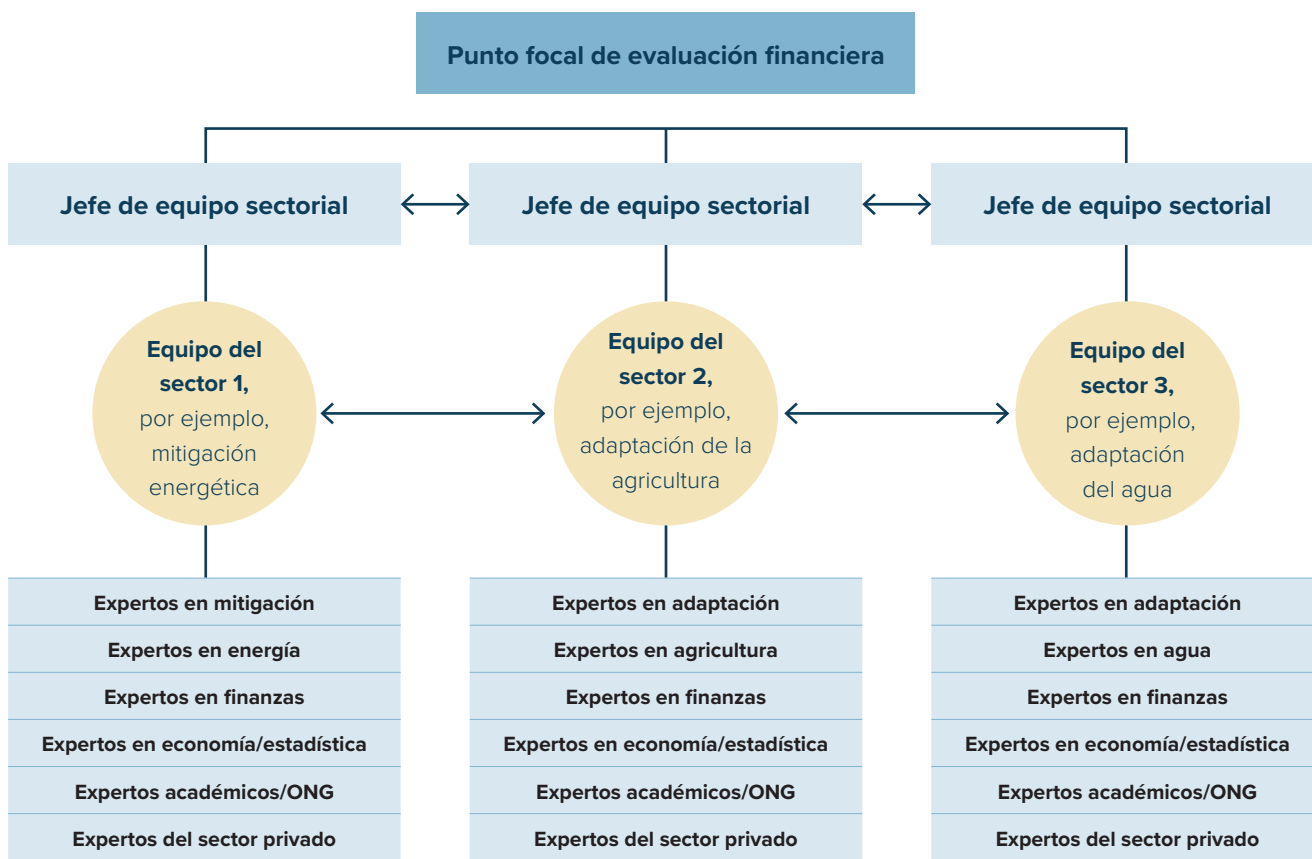 Punto focal de evaluación financiera
Jefe de equipo sectorial
Jefe de equipo sectorial
Jefe de equipo sectorial
Equipo del
sector 1,
por ejemplo,
mitigación
energética
Equipo del
sector 2,
por ejemplo,
adaptación de la
agricultura
Equipo del
sector 3,
por ejemplo,
adaptación
del agua
Expertos en mitigación
Expertos en energía
Expertos en finanzas
Expertos en economía/estadística
Expertos académicos/ONG
Expertos del sector privado
Expertos en adaptación
Expertos en agricultura
Expertos en finanzas
Expertos en economía/estadística
Expertos académicos/ONG
Expertos del sector privado
Expertos en adaptación
Expertos en agua
Expertos en finanzas
Expertos en economía/estadística
Expertos académicos/ONG
Expertos del sector privado